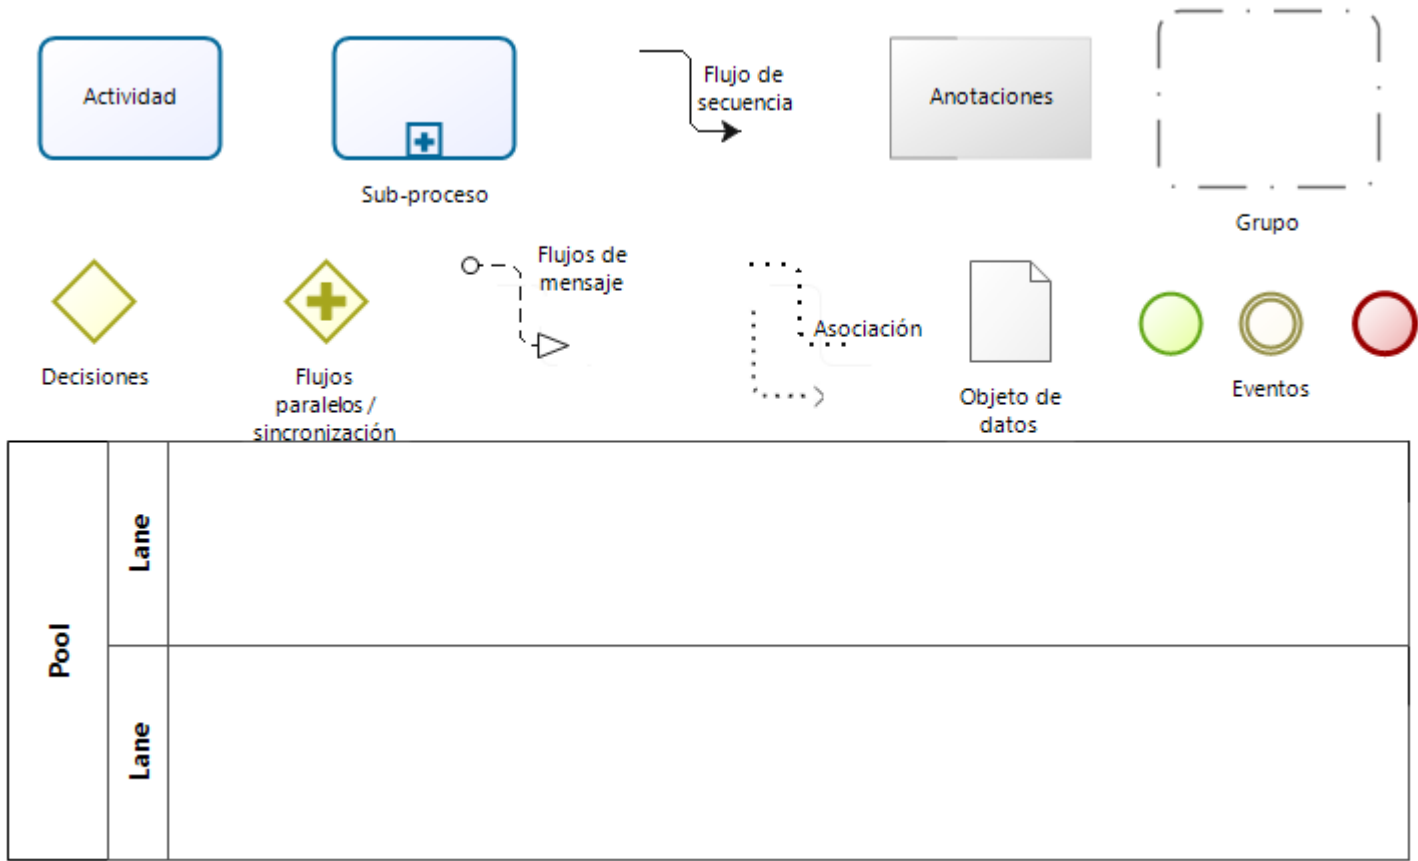 Actividad
Sub-proceso
Flujo de
secuencia
Anotaciones
Grupo
Decisiones
Flujos
paralelos /
sincronización
Flujos de
mensaje
Asociación
Objeto de
datos
Eventos
Pool
Lane
Lane